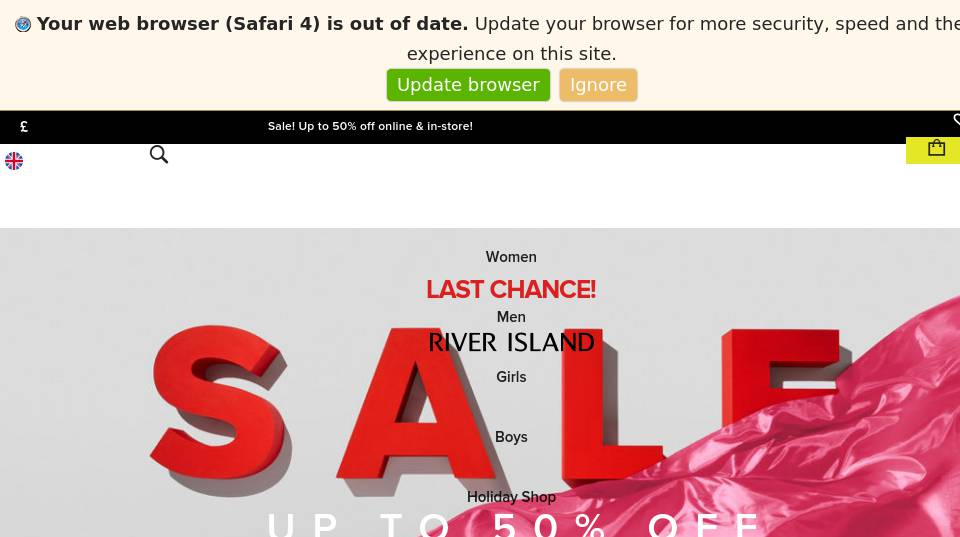 Your web browser (Safari 4) is out of date. Update your browser for more security, speed and the
experience on this site.
Update browser Ignore
£ Sale! Up to 50% off online & in-store!
Women
LAST CHANCE!
Men
RIVER ISLAND
SALE
Girls
Boys
Holiday Shop
UP TO 50% OFF